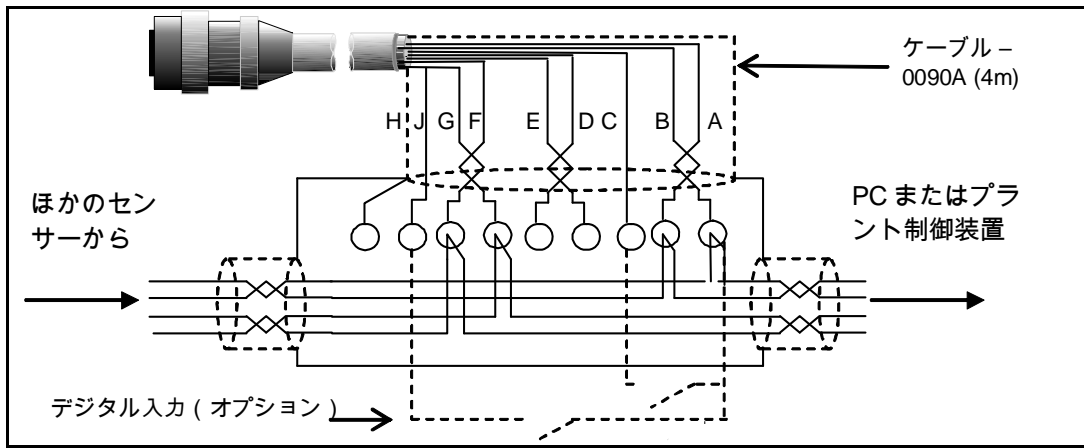 ケーブル –
0090A (4m)
H J G F E D C B A
ほかのセン
サーから
PC またはプラ
ント制御装置
デジタル入力 ( オプション )